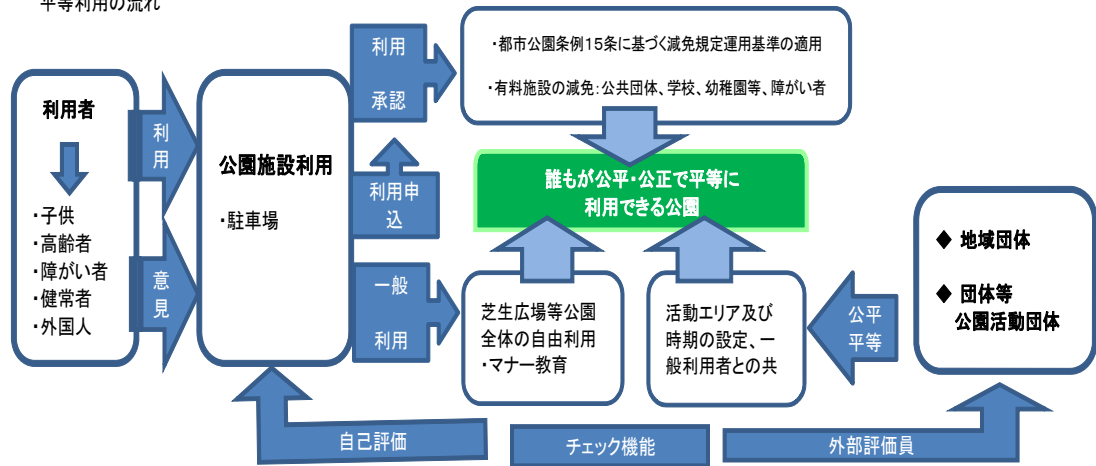 平等利用の流れ
利用者
・子供
・高齢者
・障がい者
・健常者
・外国人
利用
意見
公園施設利用
・駐車場
利用
承認
利用申
込
一般
利用
・都市公園条例15条に基づく減免規定運用基準の適用
・有料施設の減免：公共団体、学校、幼稚園等、障がい者
誰もが公平・公正で平等に
利用できる公園
芝生広場等公園
全体の自由利用
・マナー教育
活動エリア及び
時期の設定、一
般利用者との共
公平
平等
◆ 地域団体
◆ 団体等
公園活動団体
自己評価
チェック機能
外部評価員